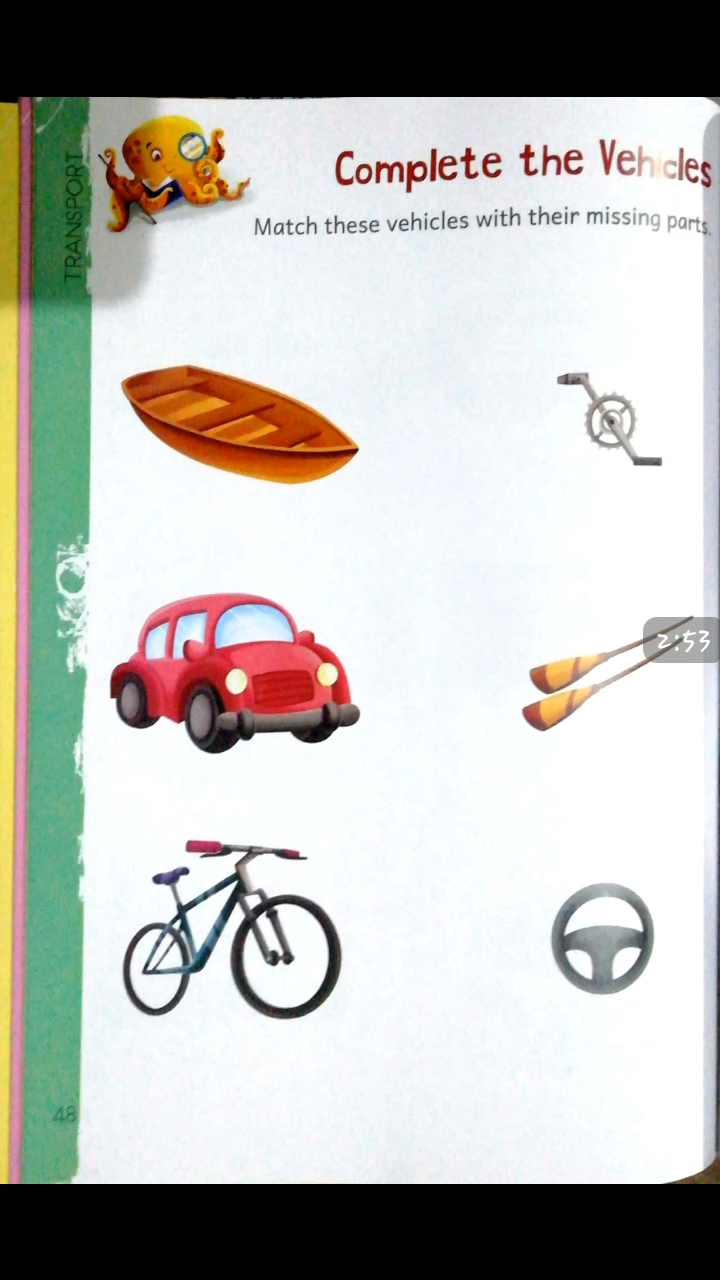 TRANSPORT
Complete the Vehicles
Match these vehicles with their missing parts.
2:53
48